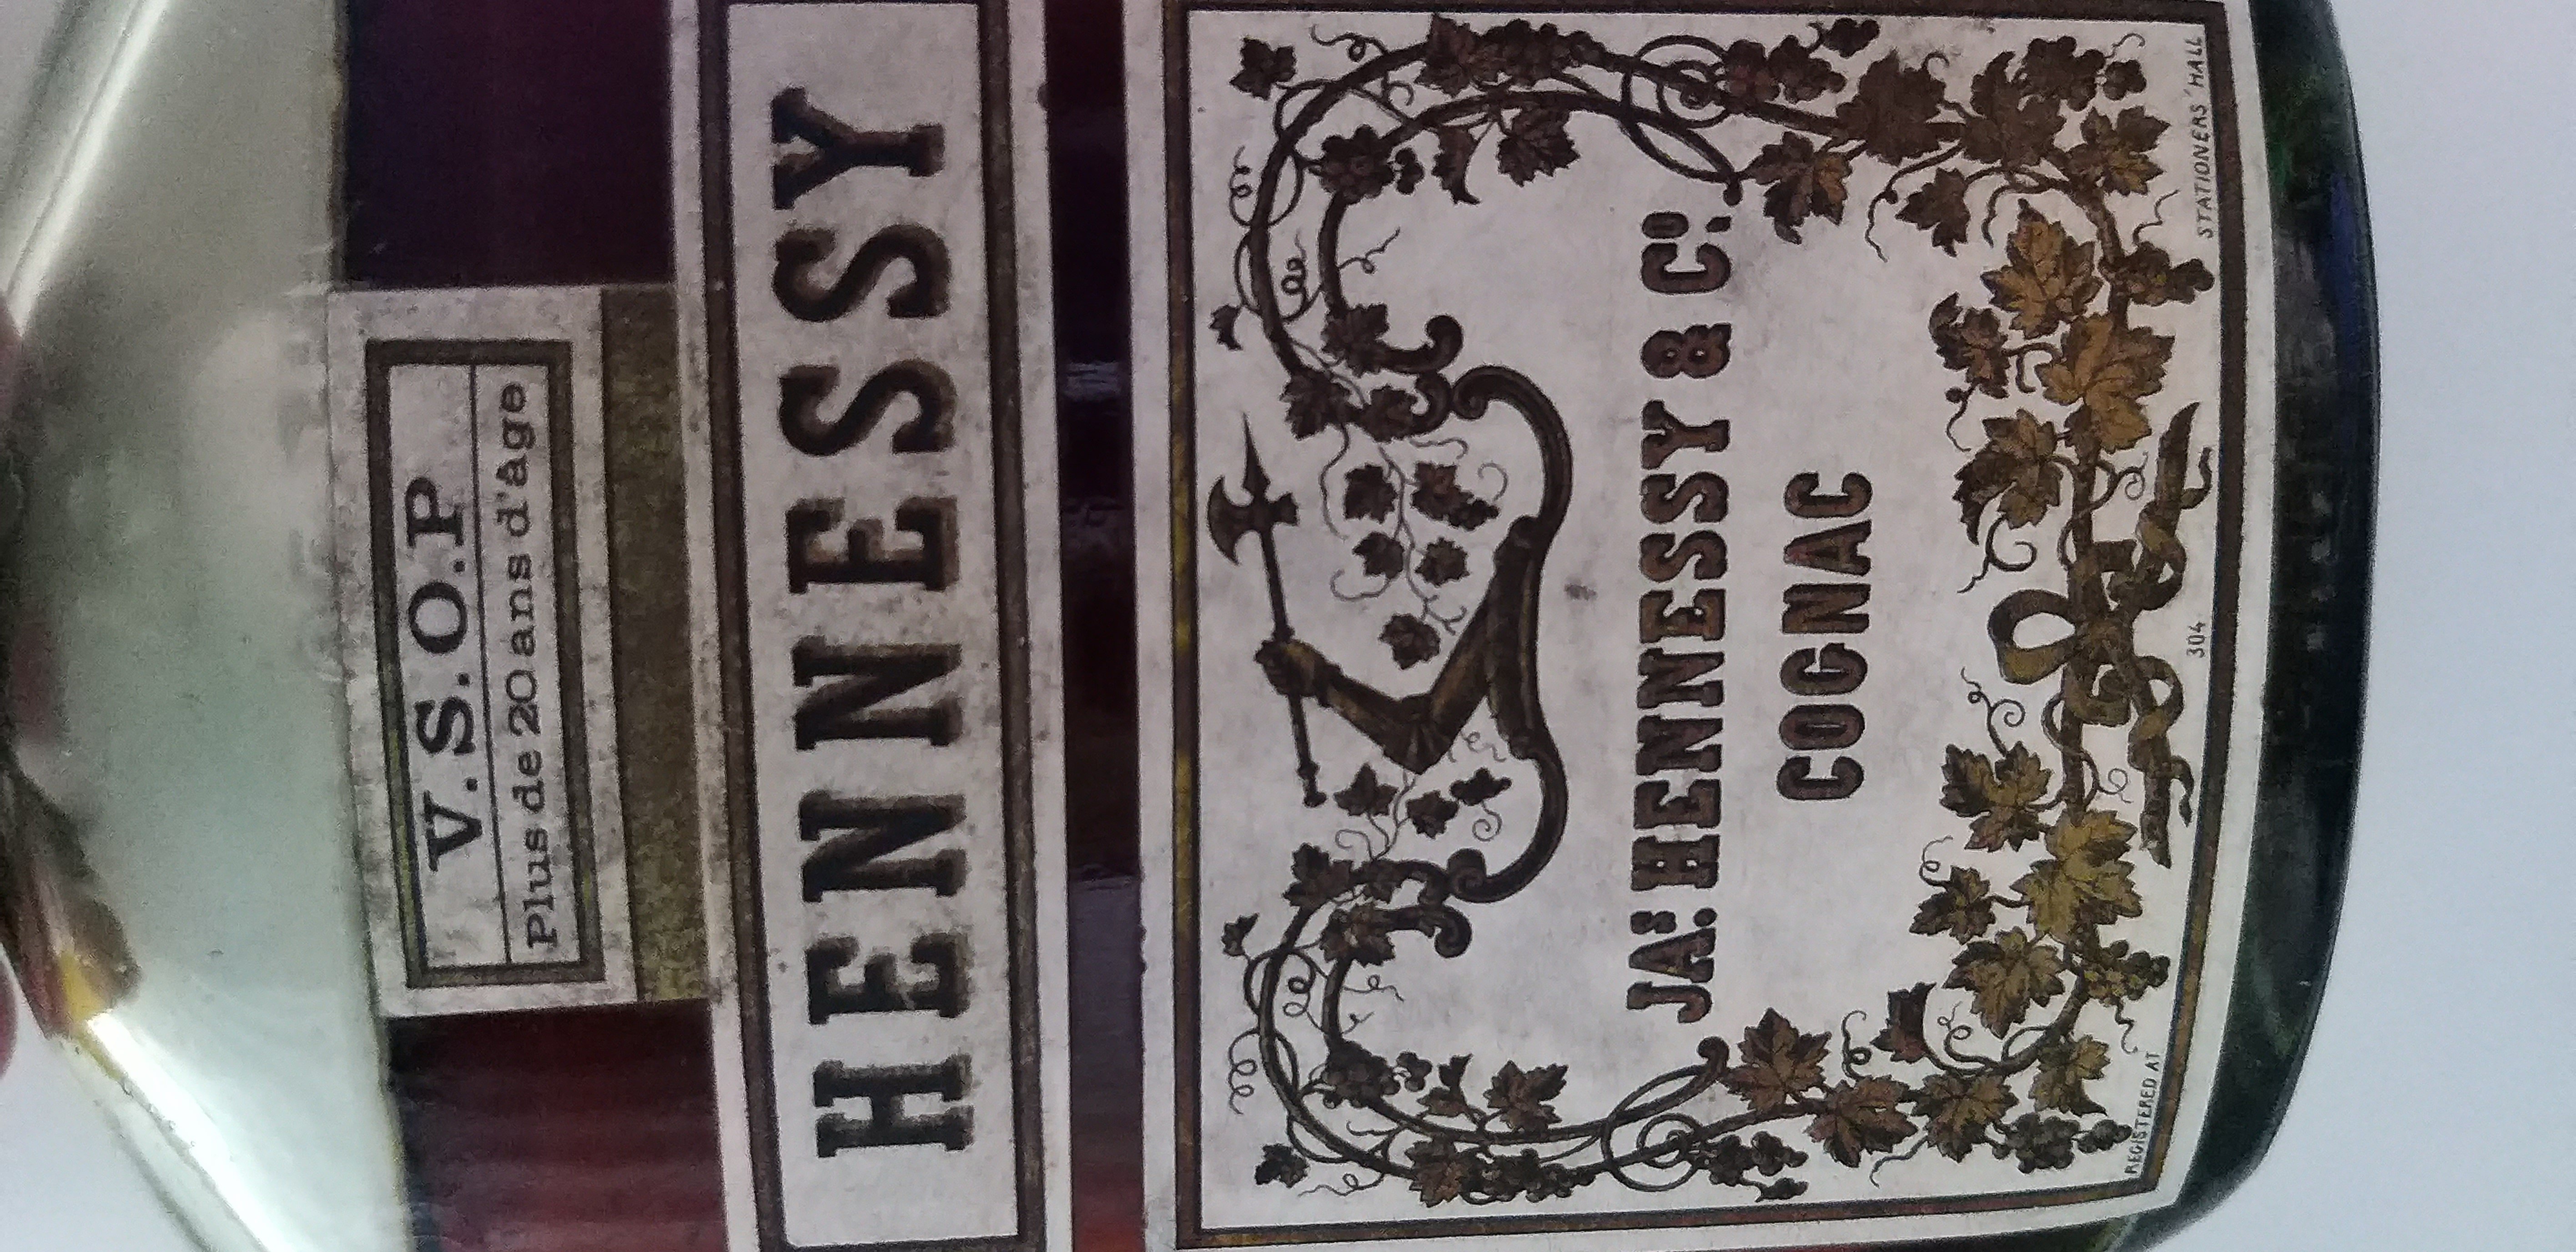 V.S.O.P
Plus de 20 ans d'âge
HENNESSY
JAS: HENNESSY & Cº.
COGNAC
304
REGISTERED AT
STATIONERS' HALL